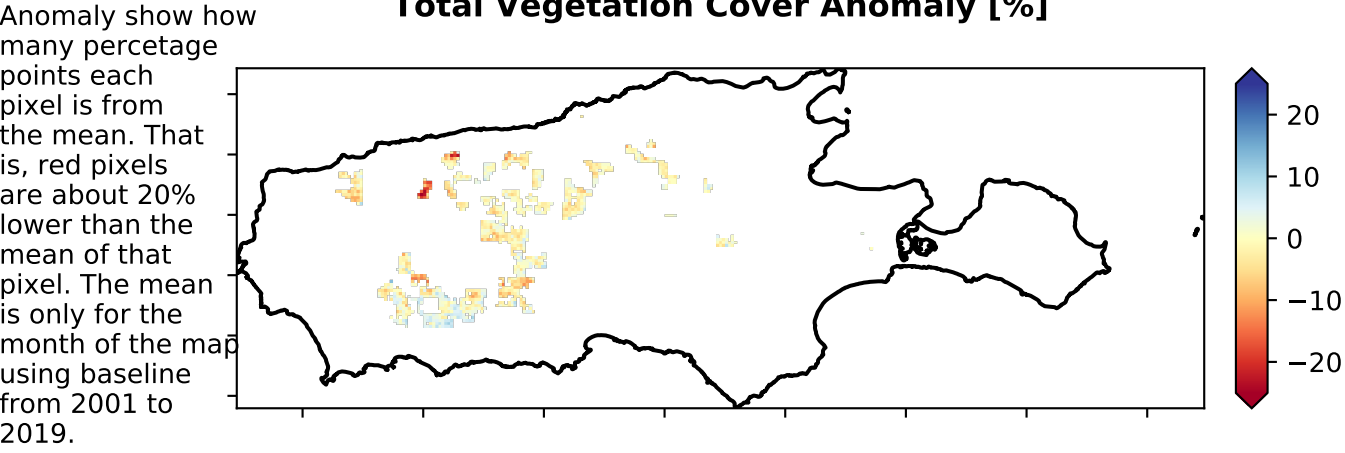 Total Vegetation Cover Anomaly [%]
Anomaly show how
many percetage
points each
pixel is from
the mean. That
is, red pixels
are about 20%
lower than the
mean of that
pixel. The mean
is only for the
month of the map
using baseline
from 2001 to
2019.
20
10
0
−10
−20